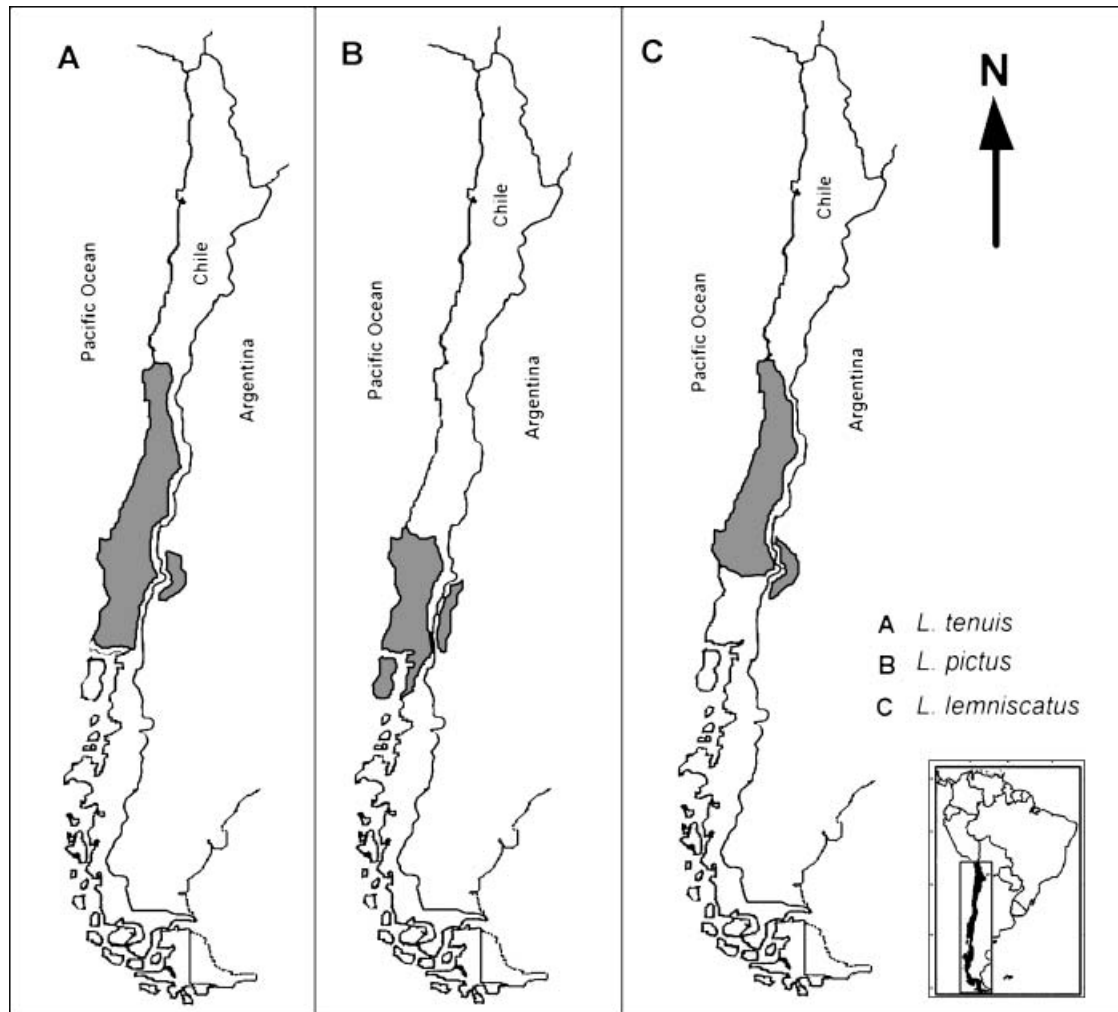 A
Pacific Ocean
Chile
Argentina
B
Pacific Ocean
Chile
Argentina
C
Pacific Ocean
Chile
Argentina
N
A L. tenuis
B L. pictus
C L. lemniscatus